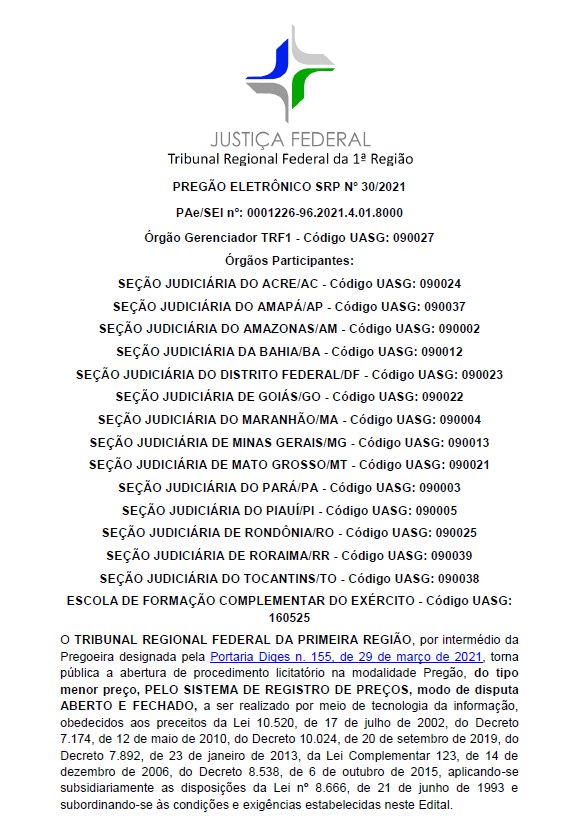 JUSTIÇA FEDERAL
Tribunal Regional Federal da 1ª Região
PREGÃO ELETRÔNICO SRP Nº 30/2021
PAe/SEI nº: 0001226-96.2021.4.01.8000
Órgão Gerenciador TRF1 - Código UASG: 090027
Órgãos Participantes:
SEÇÃO JUDICIÁRIA DO ACRE/AC - Código UASG: 090024
SEÇÃO JUDICIÁRIA DO AMAPÁ/AP - Código UASG: 090037
SEÇÃO JUDICIÁRIA DO AMAZONAS/AM - Código UASG: 090002
SEÇÃO JUDICIÁRIA DA BAHIA/BA - Código UASG: 090012
SEÇÃO JUDICIÁRIA DO DISTRITO FEDERAL/DF - Código UASG: 090023
SEÇÃO JUDICIÁRIA DE GOIÁS/GO - Código UASG: 090022
SEÇÃO JUDICIÁRIA DO MARANHÃO/MA - Código UASG: 090004
SEÇÃO JUDICIÁRIA DE MINAS GERAIS/MG - Código UASG: 090013
SEÇÃO JUDICIÁRIA DE MATO GROSSO/MT - Código UASG: 090021
SEÇÃO JUDICIÁRIA DO PARÁ/PA - Código UASG: 090003
SEÇÃO JUDICIÁRIA DO PIAUÍ/PI - Código UASG: 090005
SEÇÃO JUDICIÁRIA DE RONDÔNIA/RO - Código UASG: 090025
SEÇÃO JUDICIÁRIA DE RORAIMA/RR - Código UASG: 090039
SEÇÃO JUDICIÁRIA DO TOCANTINS/TO - Código UASG: 090038
ESCOLA DE FORMAÇÃO COMPLEMENTAR DO EXÉRCITO - Código UASG:
160525
O TRIBUNAL REGIONAL FEDERAL DA PRIMEIRA REGIÃO, por intermédio da
Pregoeira designada pela Portaria Diges n. 155, de 29 de março de 2021, torna
pública a abertura de procedimento licitatório na modalidade Pregão, do tipo
menor preço, PELO SISTEMA DE REGISTRO DE PREÇOS, modo de disputa
ABERTO E FECHADO, a ser realizado por meio de tecnologia da informação,
obedecidos aos preceitos da Lei 10.520, de 17 de julho de 2002, do Decreto
7.174, de 12 de maio de 2010, do Decreto 10.024, de 20 de setembro de 2019, do
Decreto 7.892, de 23 de janeiro de 2013, da Lei Complementar 123, de 14 de
dezembro de 2006, do Decreto 8.538, de 6 de outubro de 2015, aplicando-se
subsidiariamente as disposições da Lei nº 8.666, de 21 de junho de 1993 e
subordinando-se às condições e exigências estabelecidas neste Edital.